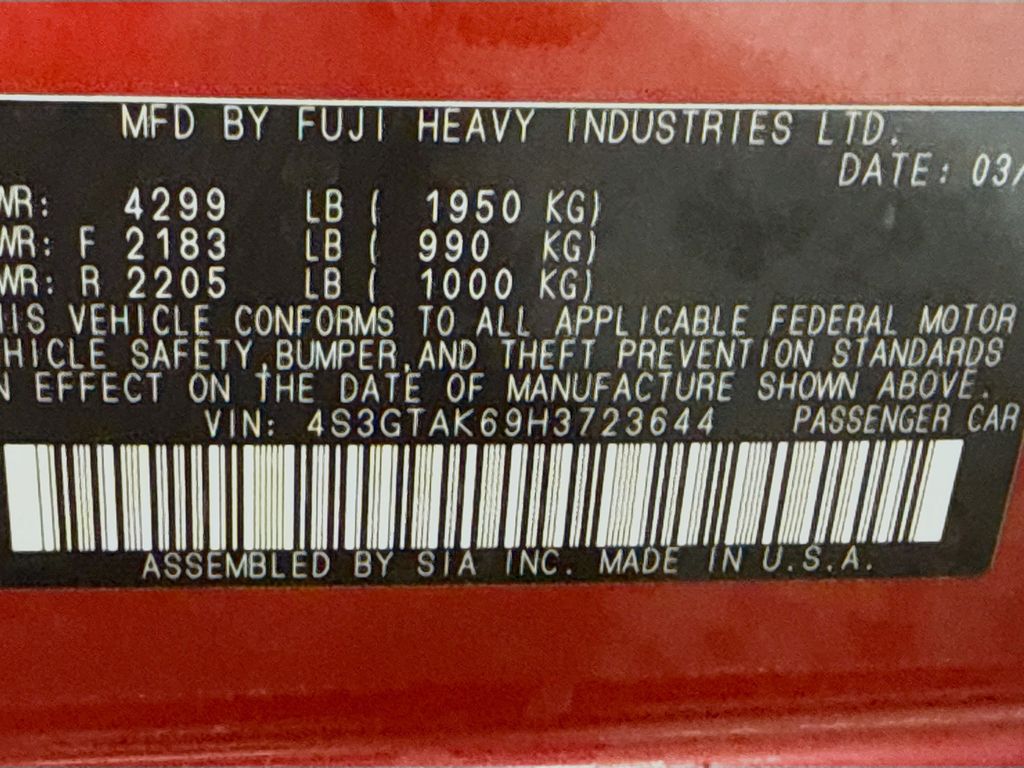 MFD BY FUJI HEAVY INDUSTRIES LTD.
DATE: 03/
WR: 4299 LB ( 1950 KG)
WR: F 2183 LB ( 990 KG)
WR: R 2205 LB ( 1000 KG)
IS VEHICLE CONFORMS TO ALL APPLICABLE FEDERAL MOTOR
HICLE SAFETY,BUMPER,AND THEFT PREVENTION STANDARDS
N EFFECT ON THE DATE OF MANUFACTURE SHOWN ABOVE.
VIN: 4S3GTAK69H3723644 PASSENGER CAR
ASSEMBLED BY SIA INC. MADE IN U.S.A.